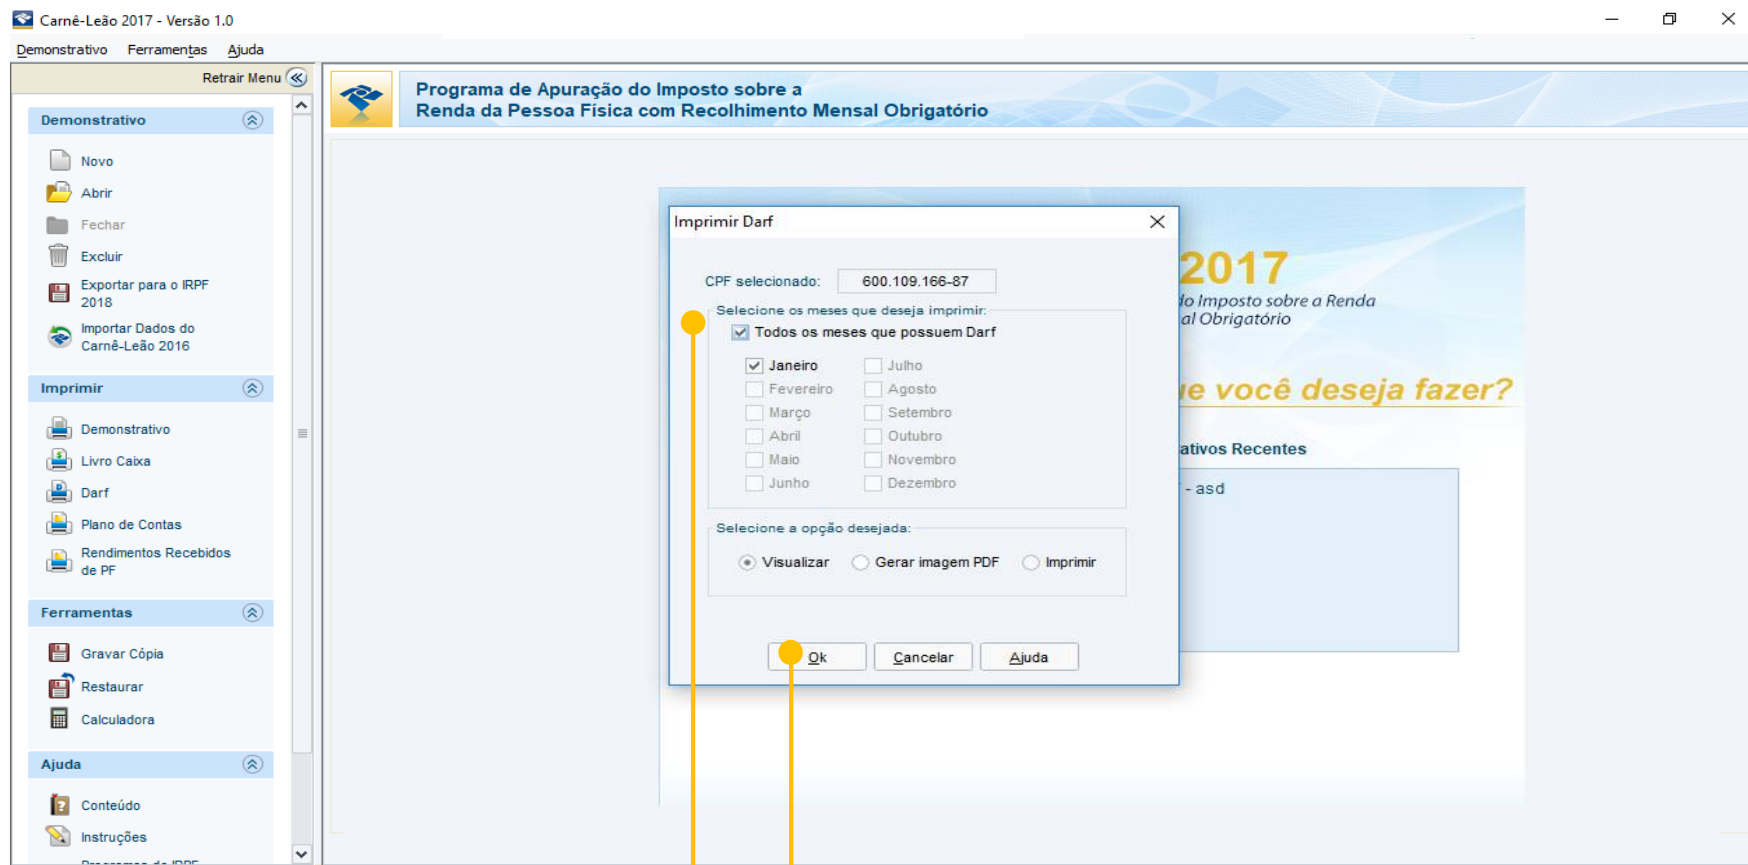 Carnê-Leão 2017 - Versão 1.0
Demonstrativo Ferramentas Ajuda
Retrair Menu
Demonstrativo
Novo
Abrir
Fechar
Excluir
Exportar para o IRPF
2018
Importar Dados do
Carnê-Leão 2016
Imprimir
Demonstrativo
Livro Caixa
Darf
Plano de Contas
Rendimentos Recebidos
de PF
Ferramentas
Gravar Cópia
Restaurar
Calculadora
Ajuda
Conteúdo
Instruções
Programa de Apuração do Imposto sobre a
Renda da Pessoa Física com Recolhimento Mensal Obrigatório
Imprimir Darf
CPF selecionado: 600.109.166-87
Selecione os meses que deseja imprimir:
Todos os meses que possuem Darf
Janeiro Julho
Fevereiro Agosto
Março Setembro
Abril Outubro
Maio Novembro
Junho Dezembro
Selecione a opção desejada:
Visualizar Gerar imagem PDF Imprimir
Ok Cancelar Ajuda
2017
do Imposto sobre a Renda
al Obrigatório
ue você deseja fazer?
ativos Recentes
- asd